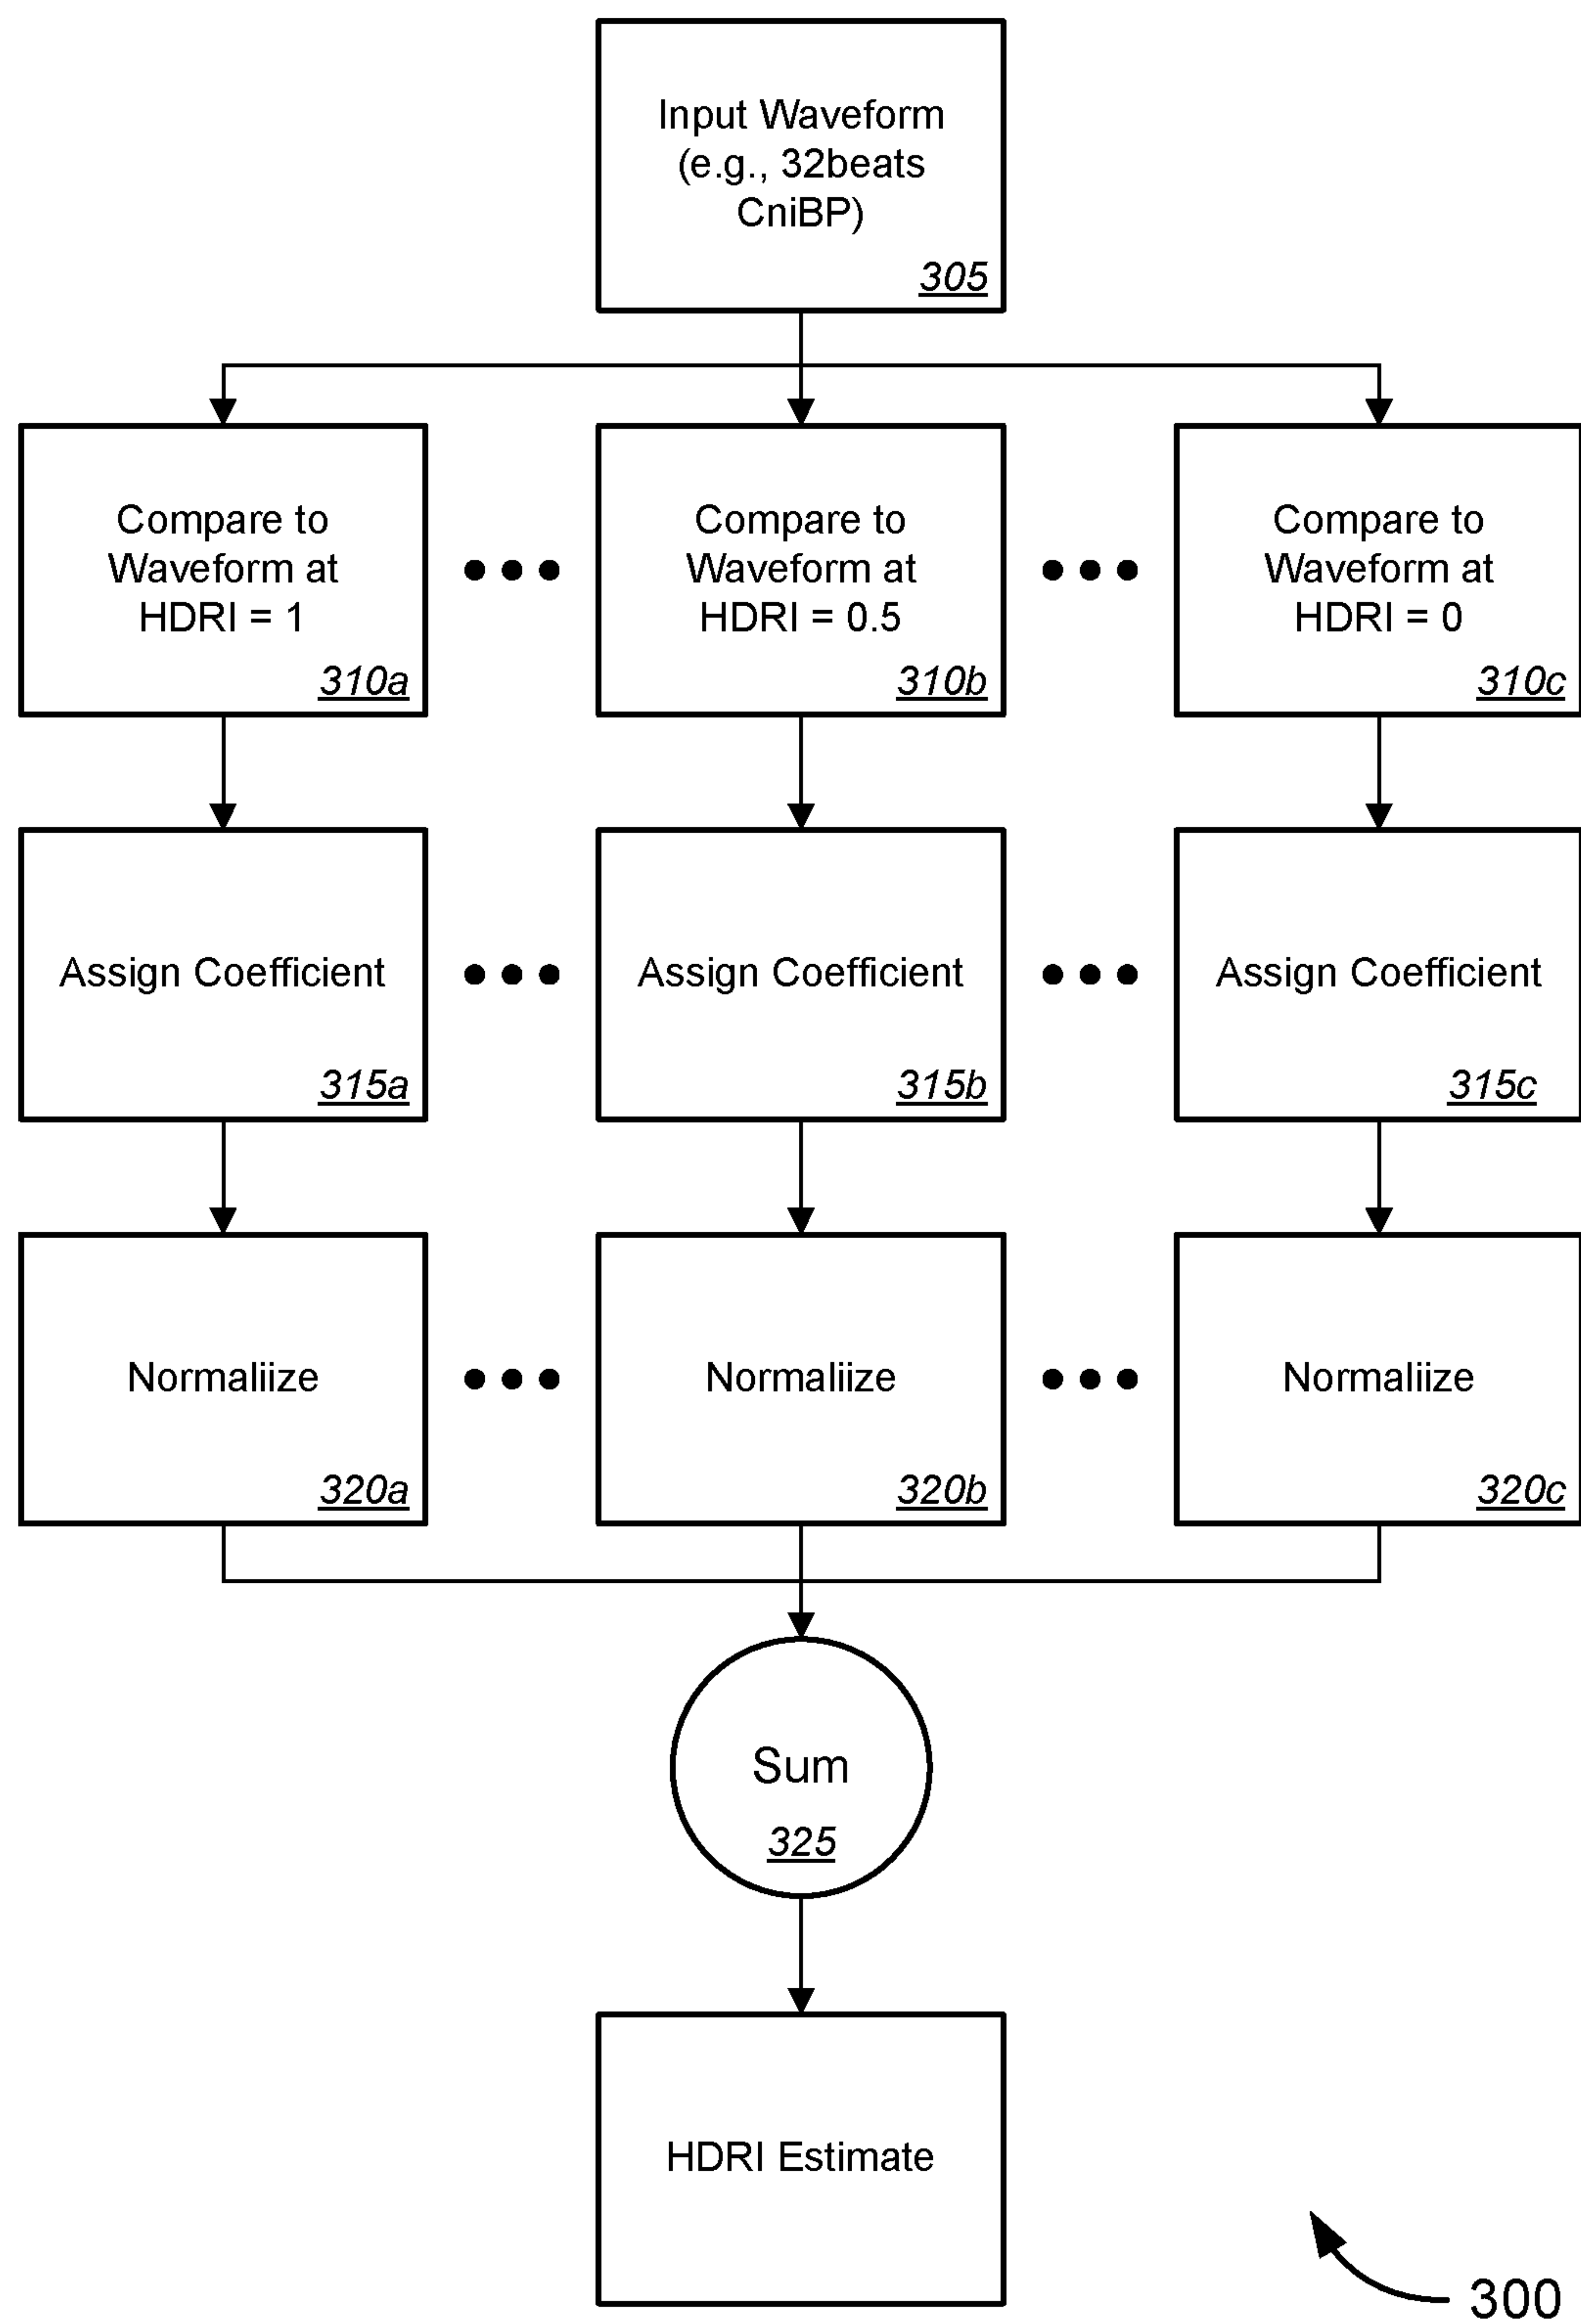 Input Waveform
(e.g., 32beats
CniBP)
305
Compare to
Waveform at
HDRI = 1
310a
Compare to
Waveform at
HDRI = 0.5
310b
Compare to
Waveform at
HDRI = 0
310c
Assign Coefficient
315a
Assign Coefficient
315b
Assign Coefficient
315c
Normaliize
320a
Normaliize
320b
Normaliize
320c
Sum
325
HDRI Estimate
300